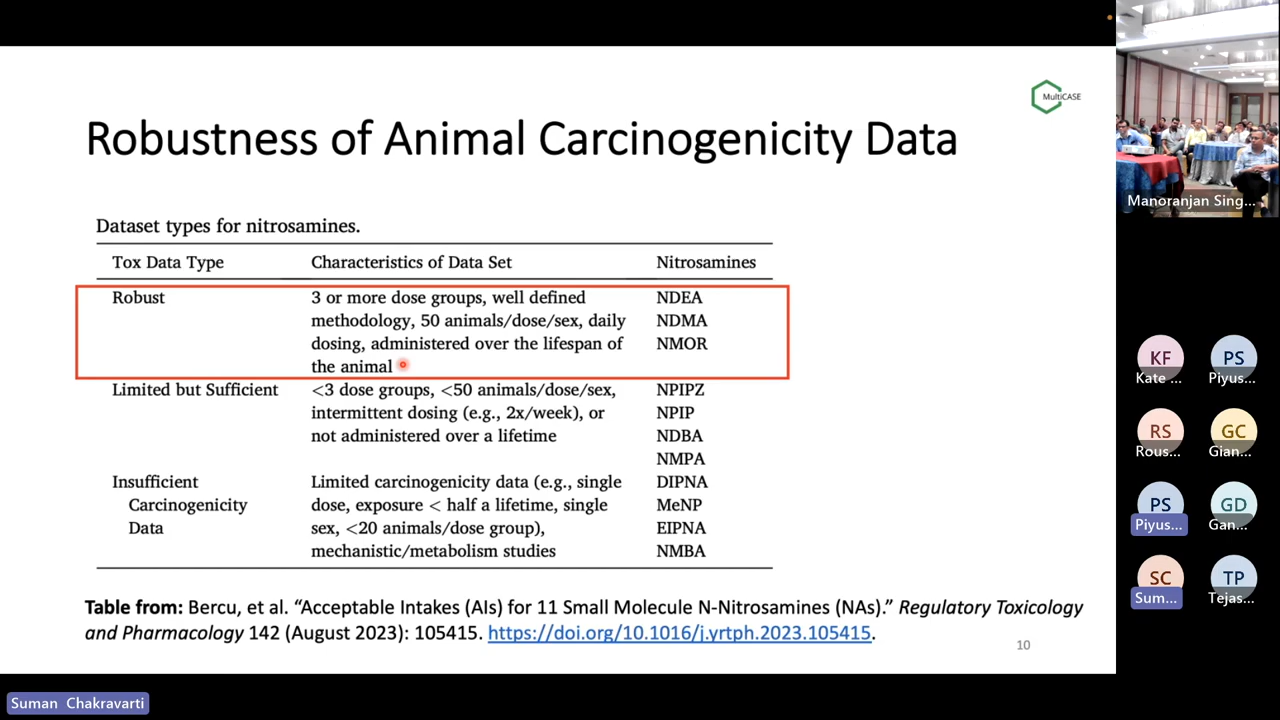 MultiCASE
Robustness of Animal Carcinogenicity Data
Dataset types for nitrosamines.
Tox Data Type Characteristics of Data Set Nitrosamines
Robust 3 or more dose groups, well defined NDEA
methodology, 50 animals/dose/sex, daily NDMA
dosing, administered over the lifespan of NMOR
the animal
Limited but Sufficient <3 dose groups, <50 animals/dose/sex, NPIPZ
intermittent dosing (e.g., 2x/week), or NPIP
not administered over a lifetime NDBA
NMPA
Insufficient Limited carcinogenicity data (e.g., single DIPNA
Carcinogenicity dose, exposure < half a lifetime, single MeNP
Data sex, <20 animals/dose group), EIPNA
mechanistic/metabolism studies NMBA
Table from: Bercu, et al. “Acceptable Intakes (AIs) for 11 Small Molecule N-Nitrosamines (NAs).” Regulatory Toxicology
and Pharmacology 142 (August 2023): 105415. https://doi.org/10.1016/j.yrtph.2023.105415.
10
Suman Chakravarti
Manoranjan Sing...
KF PS
Kate ... Piyus...
RS GC
Rous... Gian...
PS GD
Piyus... Gan...
SC TP
Sum... Tejas...